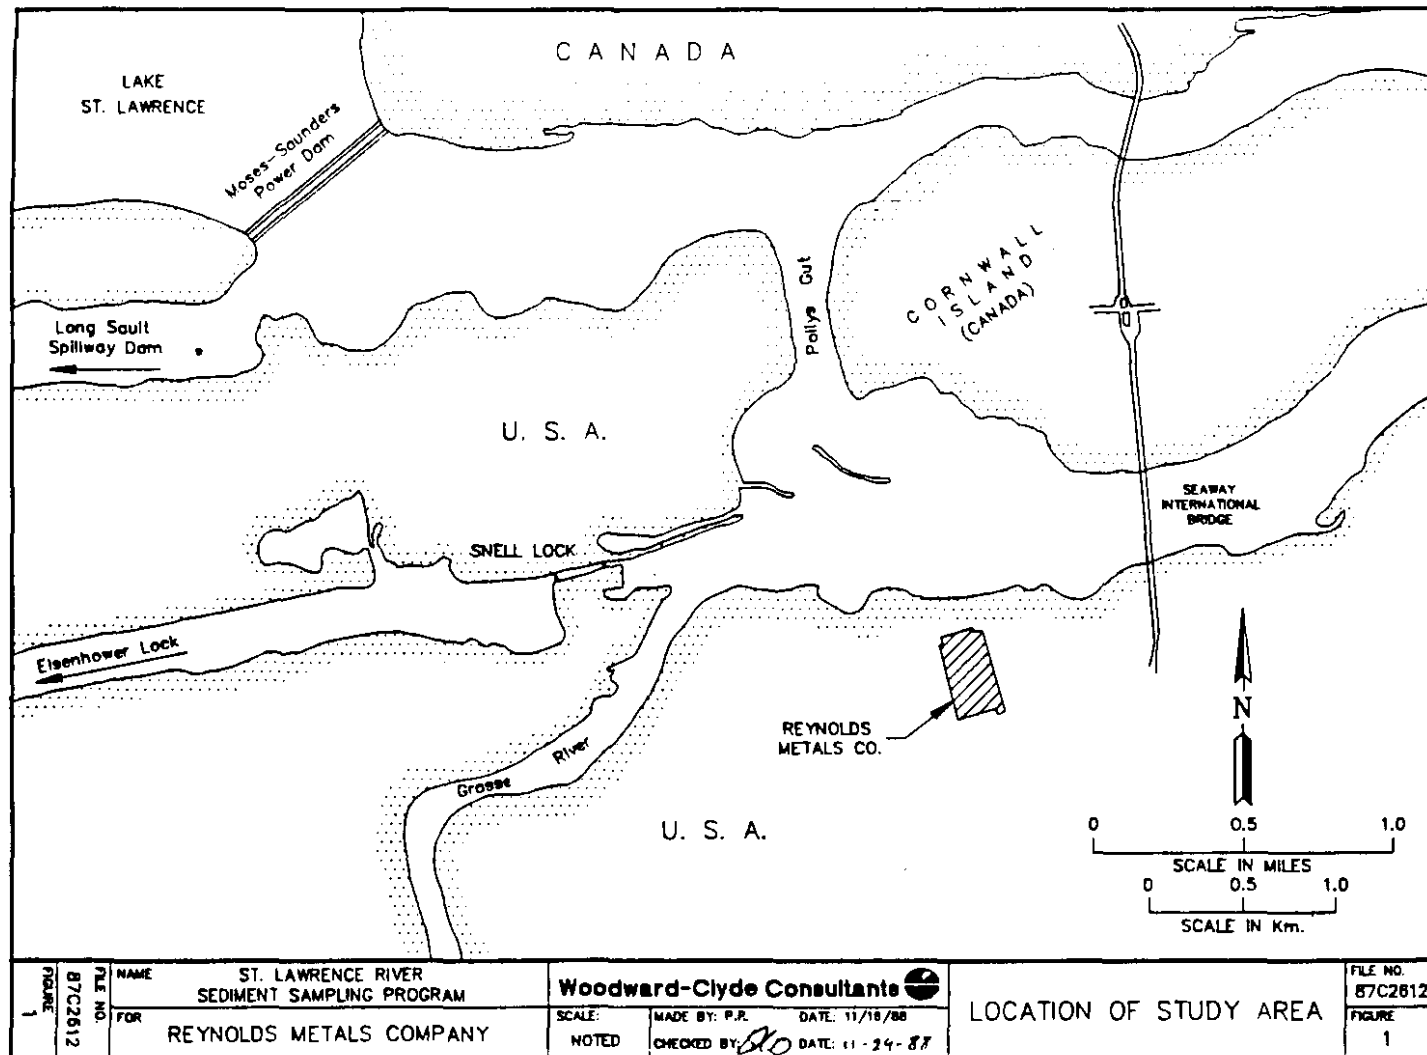 CANADA
LAKE
ST. LAWRENCE
Moses-Saunders
Power Dam
Long Sault
Spillway Dam
Pollys Gut
CORNWALL
ISLAND
(CANADA)
U. S. A.
SEAWAY
INTERNATIONAL
BRIDGE
SNELL LOCK
Eisenhower Lock
Grasse River
REYNOLDS
METALS CO.
N
U. S. A.
0 0.5 1.0
SCALE IN MILES
0 0.5 1.0
SCALE IN Km.
FIGURE
1
FILE NO.
87C2612
NAME
ST. LAWRENCE RIVER
SEDIMENT SAMPLING PROGRAM
FOR
REYNOLDS METALS COMPANY
Woodward-Clyde Consultants
SCALE:
NOTED
MADE BY: P.R. DATE: 11/16/88
CHECKED BY: DATE: 11-24-88
LOCATION OF STUDY AREA
FILE NO.
87C2612
FIGURE
1